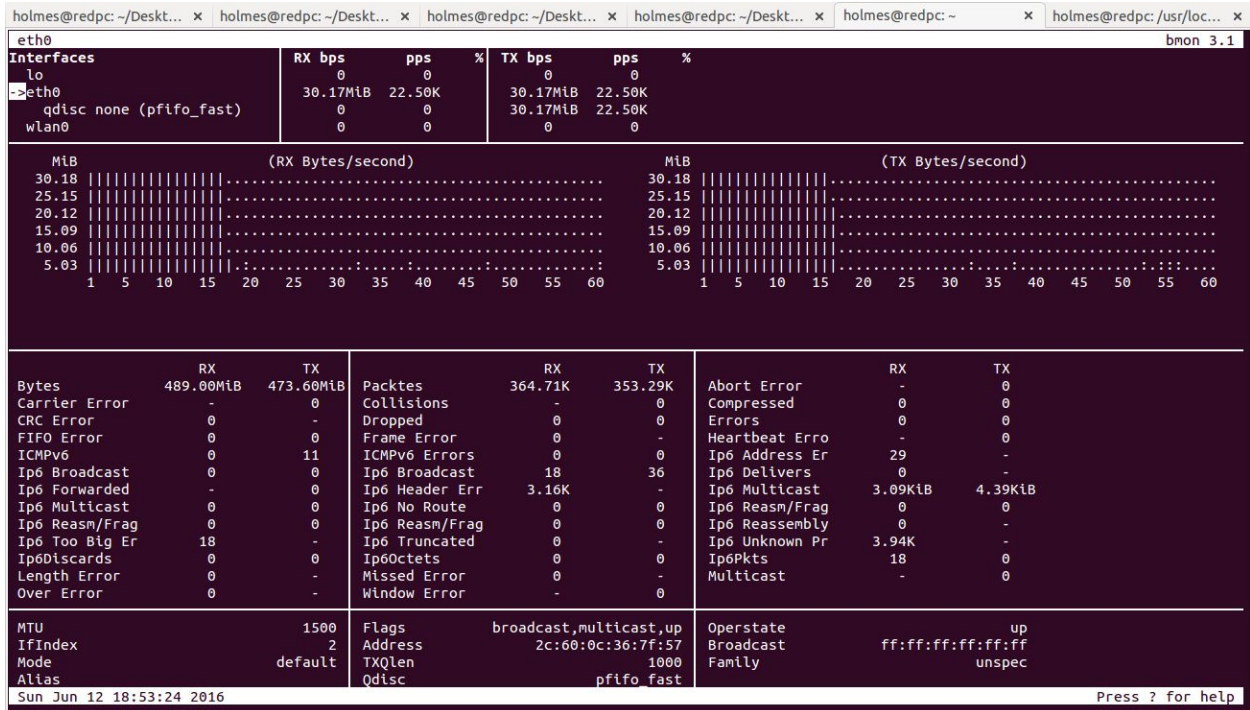 holmes@redpc: ~/Deskt... × holmes@redpc: ~/Deskt... × holmes@redpc: ~/Deskt... × holmes@redpc: ~/Deskt... × holmes@redpc: ~ × holmes@redpc: /usr/loc... ×
eth0 bmon 3.1
Interfaces RX bps pps % TX bps pps %
lo 0 0 0 0
->eth0 30.17MiB 22.50K 30.17MiB 22.50K
qdisc none (pfifo_fast) 0 0 30.17MiB 22.50K
wlan0 0 0 0 0
MiB (RX Bytes/second) MiB (TX Bytes/second)
30.18 ||||||||||||||||............................................ 30.18 |||||||||||||||.............................................
25.15 ||||||||||||||||............................................ 25.15 |||||||||||||||.............................................
20.12 ||||||||||||||||............................................ 20.12 ||||||||||||||||............................................
15.09 ||||||||||||||||............................................ 15.09 ||||||||||||||||............................................
10.06 ||||||||||||||||............................................ 10.06 ||||||||||||||||............................................
5.03 |||||||||||||||||.:............:.....:.........:............: 5.03 ||||||||||||||||...............:....:..............:.:::....
1 5 10 15 20 25 30 35 40 45 50 55 60 1 5 10 15 20 25 30 35 40 45 50 55 60
RX TX RX TX RX TX
Bytes 489.00MiB 473.60MiB Packtes 364.71K 353.29K Abort Error - 0
Carrier Error - 0 Collisions - 0 Compressed 0 0
CRC Error 0 - Dropped 0 0 Errors 0 0
FIFO Error 0 0 Frame Error 0 - Heartbeat Erro - 0
ICMPv6 0 11 ICMPv6 Errors 0 0 Ip6 Address Er 29 -
Ip6 Broadcast 0 0 Ip6 Broadcast 18 36 Ip6 Delivers 0 -
Ip6 Forwarded - 0 Ip6 Header Err 3.16K - Ip6 Multicast 3.09KiB 4.39KiB
Ip6 Multicast 0 0 Ip6 No Route 0 0 Ip6 Reasm/Frag 0 0
Ip6 Reasm/Frag 0 0 Ip6 Reasm/Frag 0 0 Ip6 Reassembly 0 -
Ip6 Too Big Er 18 - Ip6 Truncated 0 - Ip6 Unknown Pr 3.94K -
Ip6Discards 0 0 Ip6Octets 0 0 Ip6Pkts 18 0
Length Error 0 - Missed Error 0 - Multicast - 0
Over Error 0 - Window Error - 0
MTU 1500 Flags broadcast,multicast,up Operstate up
IfIndex 2 Address 2c:60:0c:36:7f:57 Broadcast ff:ff:ff:ff:ff:ff
Mode default TXQlen 1000 Family unspec
Alias Qdisc pfifo_fast
Sun Jun 12 18:53:24 2016 Press ? for help